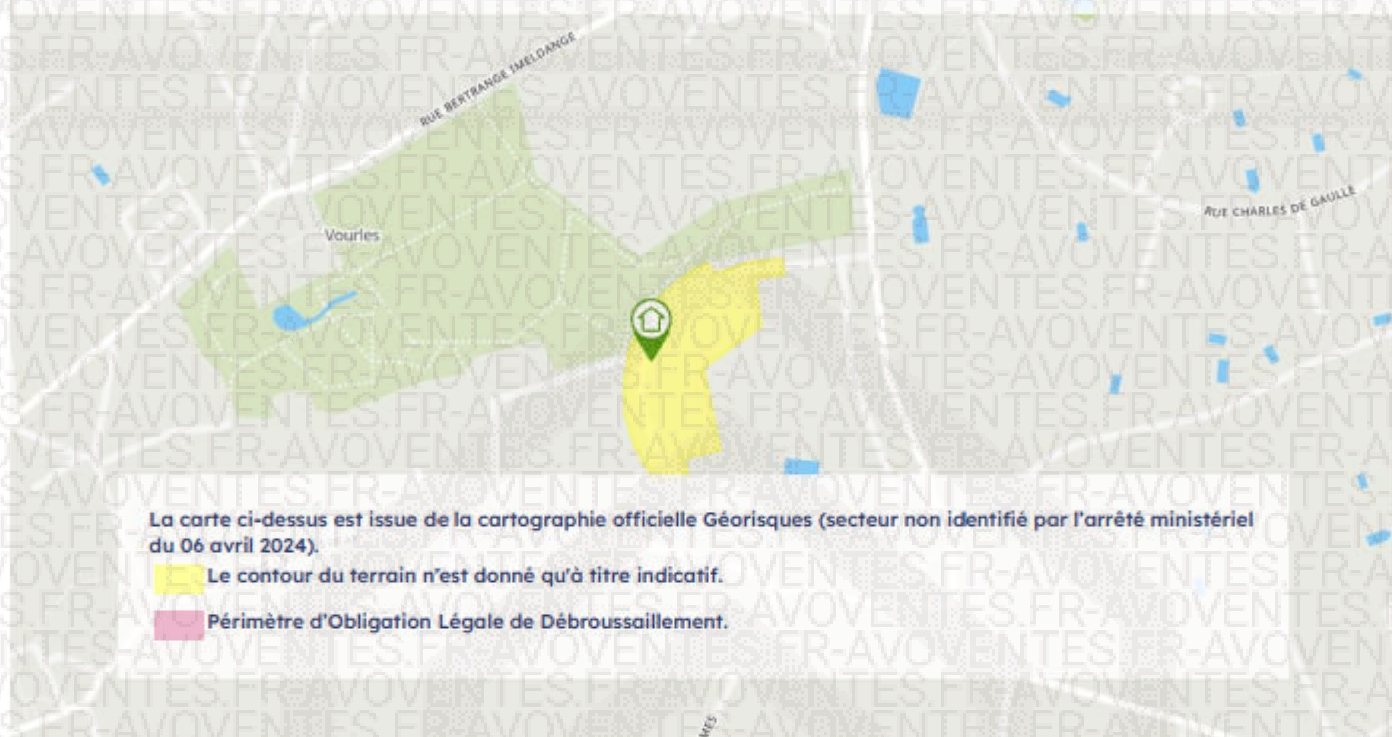 RUE BERTRANGE IMELDANGE
Vourles
RUE CHARLES DE GAULLE
La carte ci-dessus est issue de la cartographie officielle Géorisques (secteur non identifié par l'arrêté ministériel
du 06 avril 2024).
Le contour du terrain n'est donné qu'à titre indicatif.
Périmètre d'Obligation Légale de Débroussaillement.